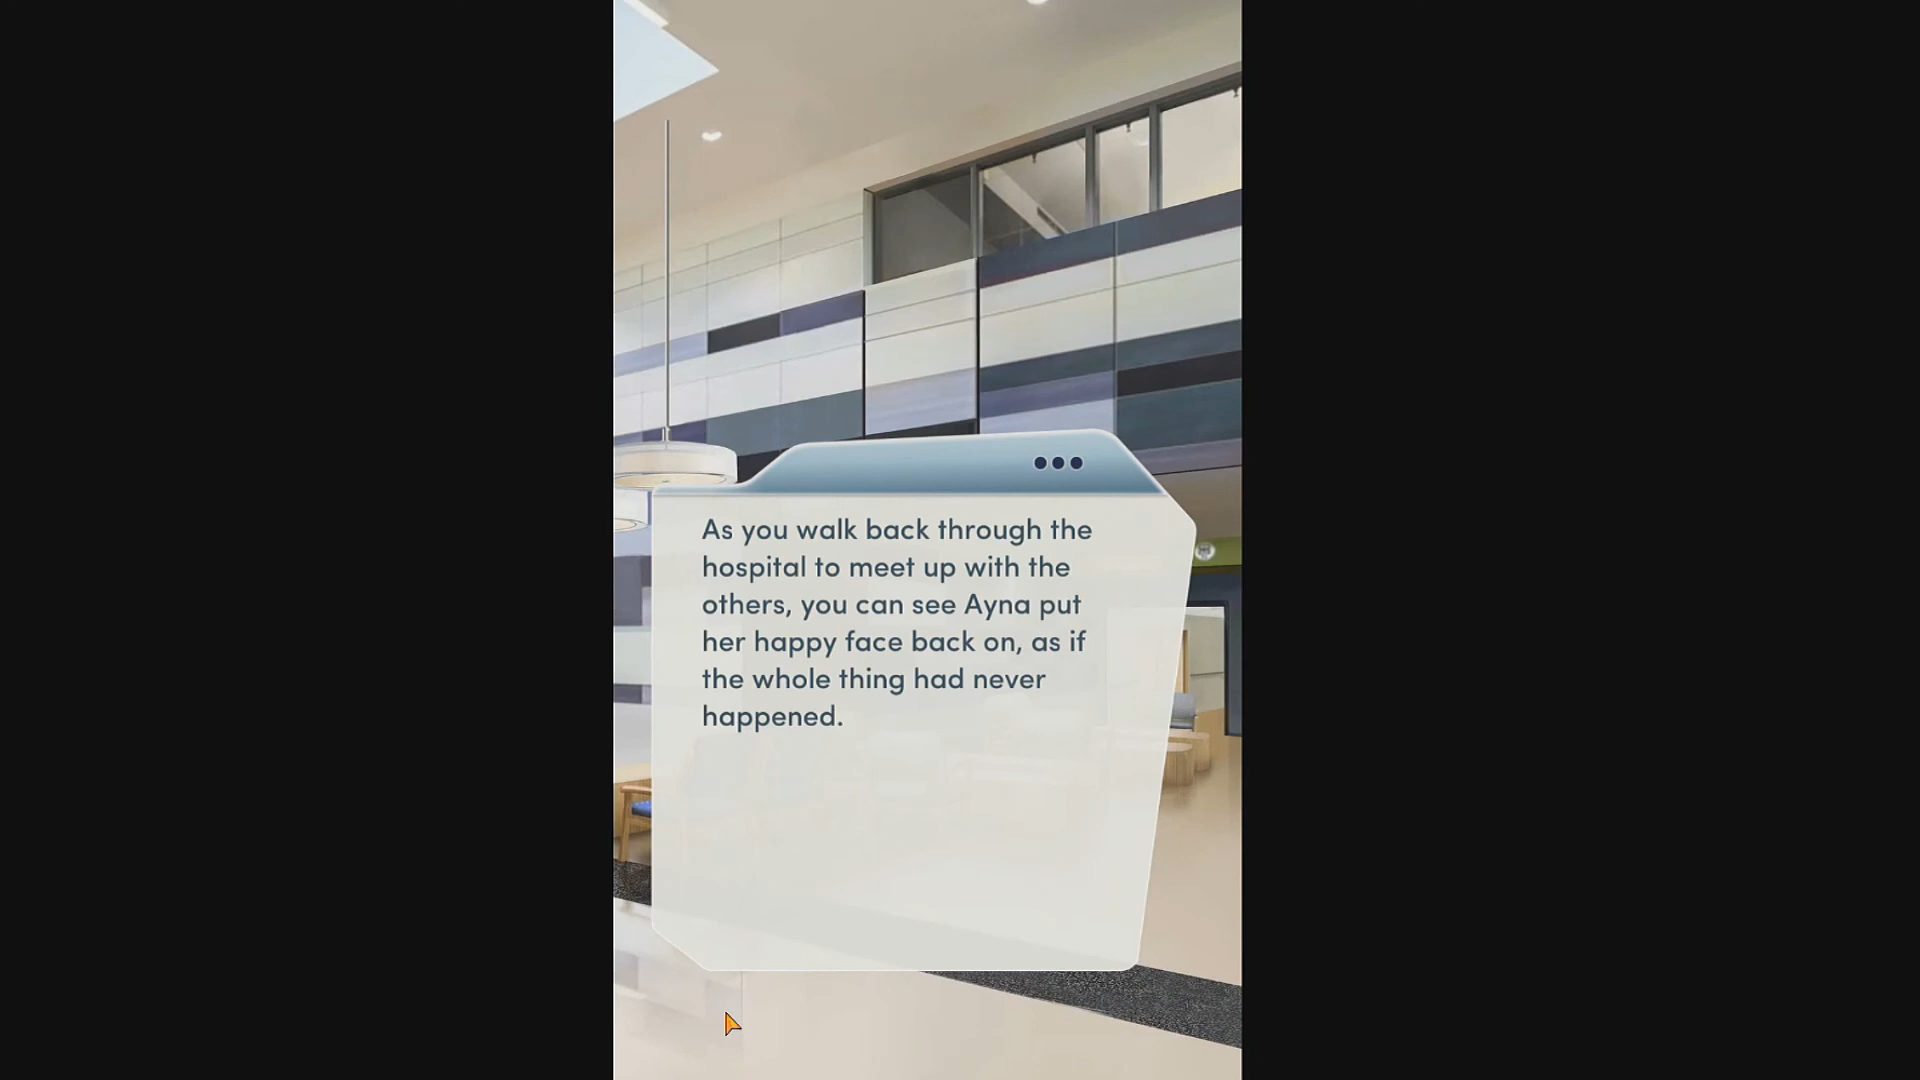 As you walk back through the
hospital to meet up with the
others, you can see Ayna put
her happy face back on, as if
the whole thing had never
happened.